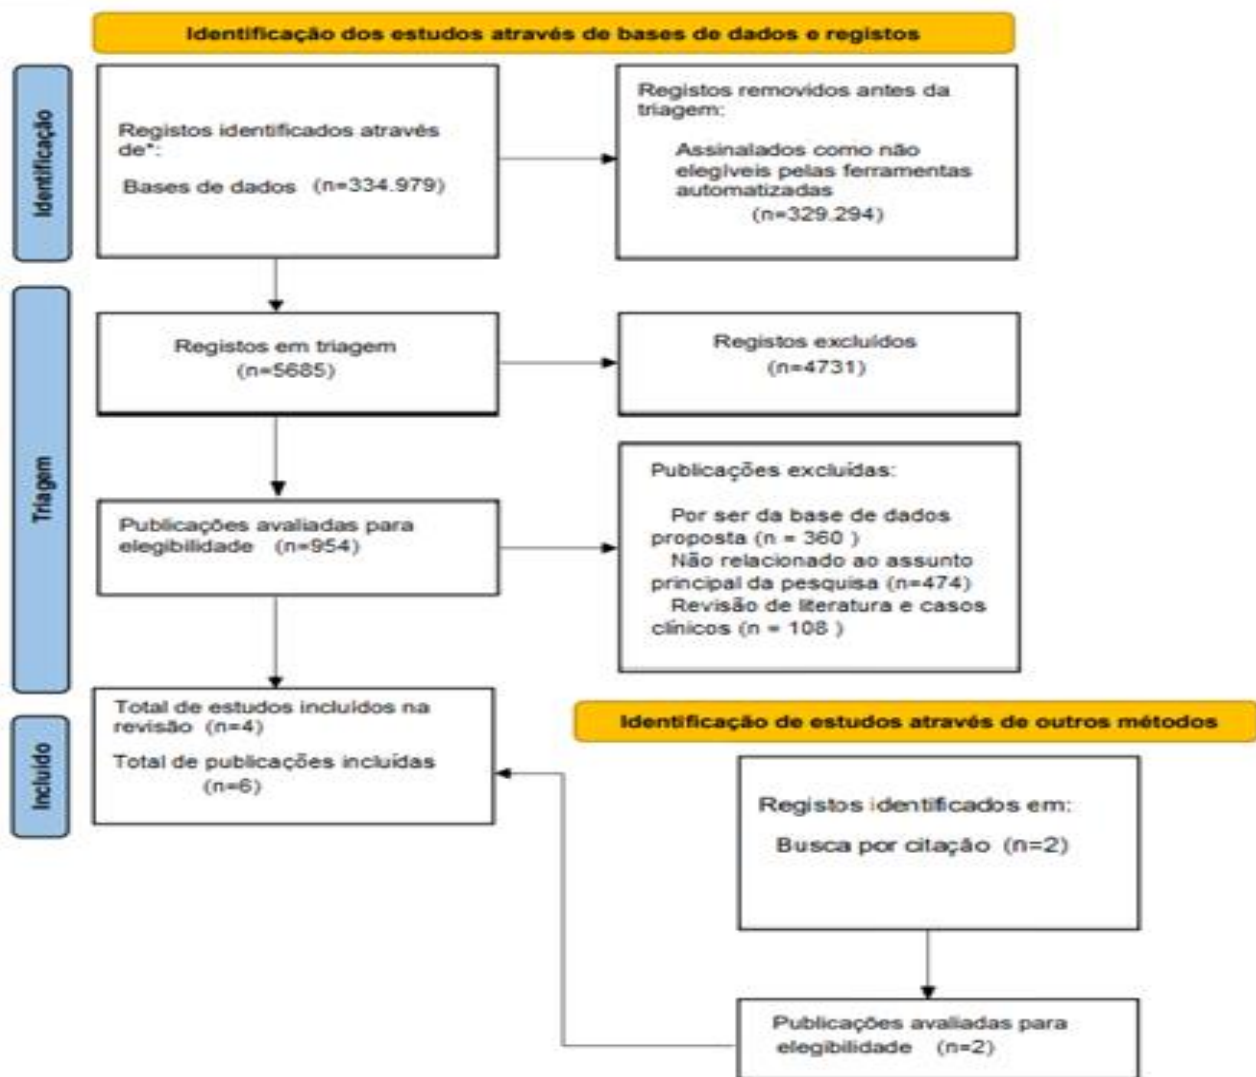 Identificação dos estudos através de bases de dados e registos
Identificação
Registos identificados através
de*:
Bases de dados (n=334.979)
Registos removidos antes da
triagem:
Assinalados como não
elegíveis pelas ferramentas
automatizadas
(n=329.294)
Triagem
Registos em triagem
(n=5685)
Registos excluídos
(n=4731)
Publicações avaliadas para
elegibilidade (n=954)
Publicações excluídas:
Por ser da base de dados
proposta (n = 360 )
Não relacionado ao assunto
principal da pesquisa (n=474)
Revisão de literatura e casos
clínicos (n = 108 )
Incluído
Total de estudos incluídos na
revisão (n=4)
Total de publicações incluídas
(n=6)
Identificação de estudos através de outros métodos
Registos identificados em:
Busca por citação (n=2)
Publicações avaliadas para
elegibilidade (n=2)